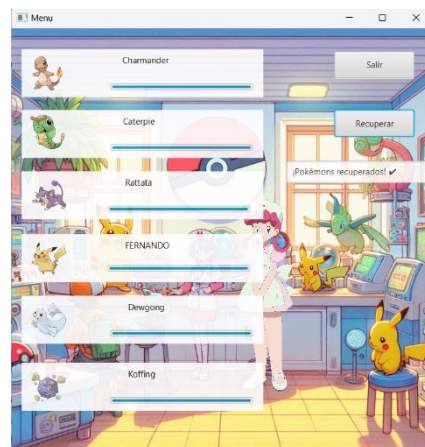 Menu
Charmander
Salir
Caterpie
Recuperar
Rattata
¡Pokémons recuperados! ✔
FERNANDO
Dewgong
Koffing